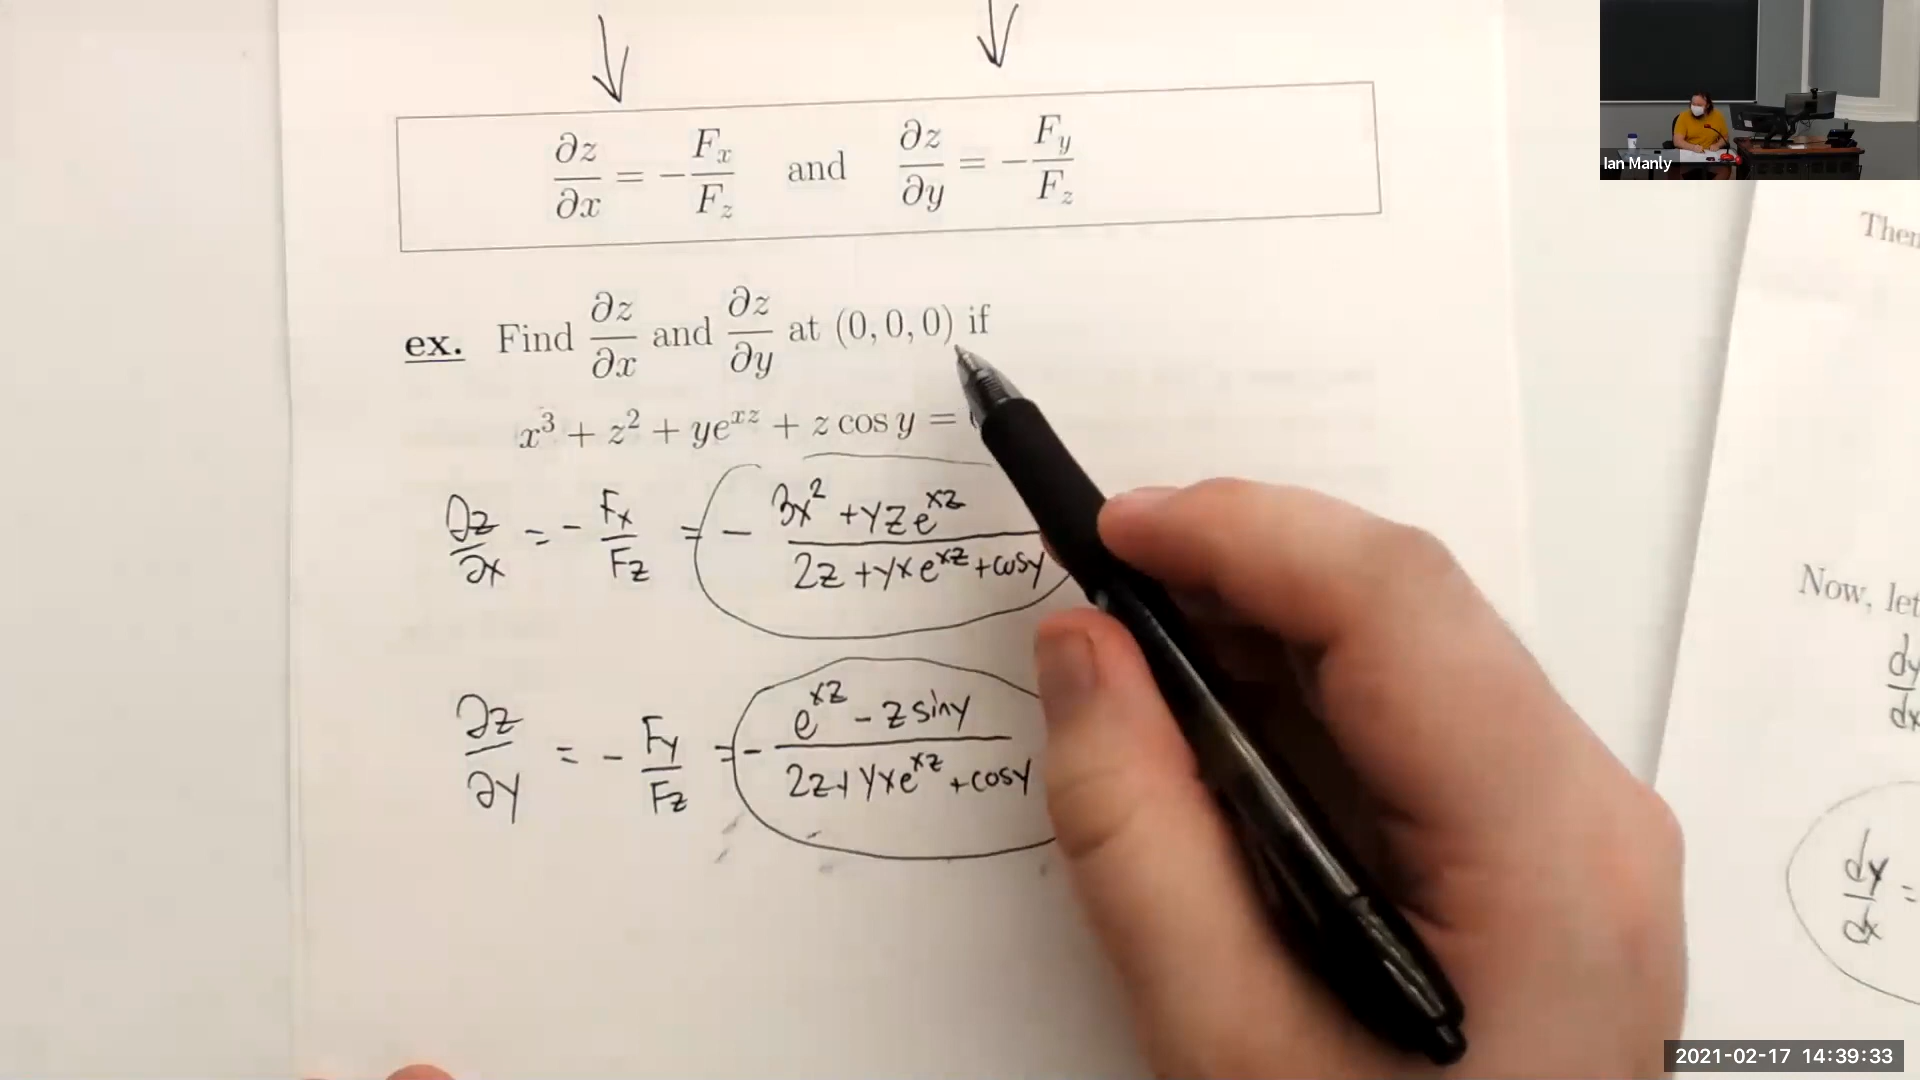 ∂z/∂x = −F_x/F_z and ∂z/∂y = −F_y/F_z
Ian Manly
ex. Find ∂z/∂x and ∂z/∂y at (0, 0, 0) if
x³ + z² + ye^{xz} + z cos y =
∂z/∂x = − F_x/F_z = − (3x² + yze^{xz})/(2z + yxe^{xz} + cosy)
∂z/∂y = − F_y/F_z = − (e^{xz} − z siny)/(2z + yxe^{xz} + cosy)
Then
Now, let
dy/dx
dy/dx =
2021-02-17 14:39:33